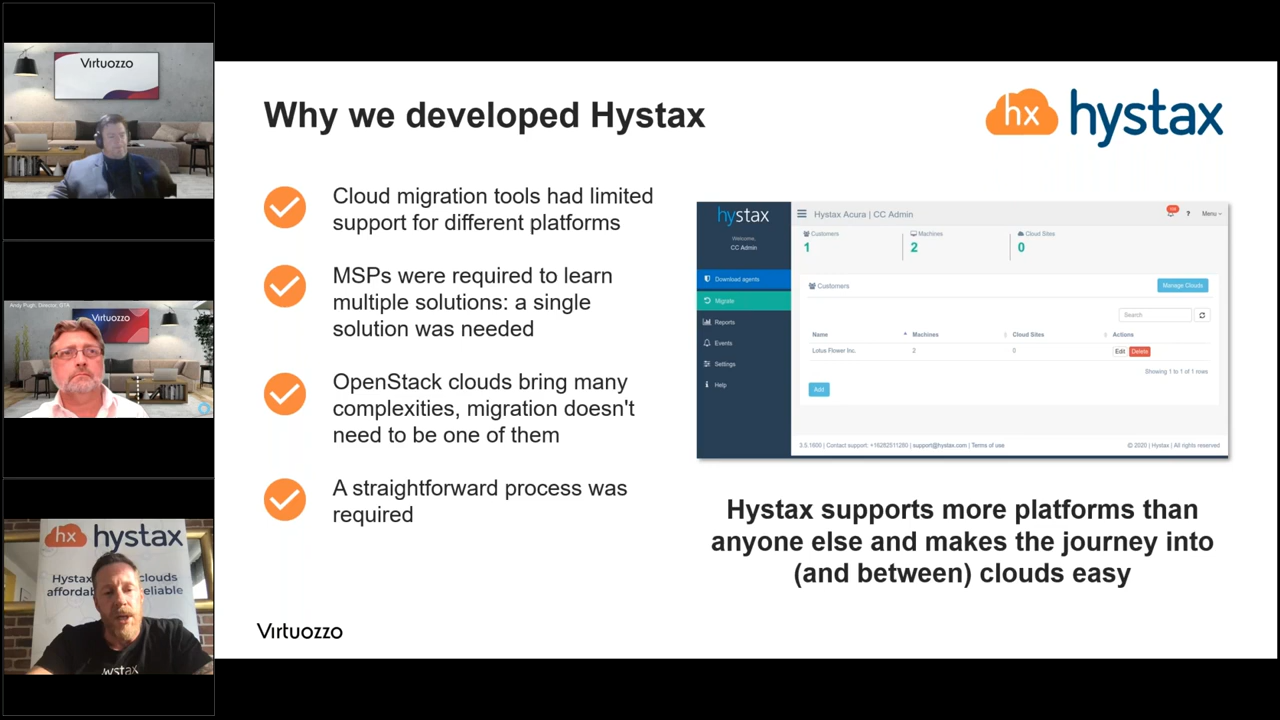 Virtuozzo
Andy Pugh, Director, GTA
Virtuozzo
hx hystax
Hystax clouds
affordab eliable
hystax
Why we developed Hystax
hx hystax
Cloud migration tools had limited
support for different platforms
MSPs were required to learn
multiple solutions: a single
solution was needed
OpenStack clouds bring many
complexities, migration doesn't
need to be one of them
A straightforward process was
required
hystax
Welcome,
CC Admin
Download agents
Migrate
Reports
Events
Settings
Help
Hystax Acura | CC Admin
? Menu
Customers
1
Machines
2
Cloud Sites
0
Customers
Manage Clouds
Search
Name Machines Cloud Sites Actions
Lotus Flower Inc. 2 0 Edit Delete
Showing 1 to 1 of 1 rows
Add
3.5.1600 | Contact support: +16282511280 | support@hystax.com | Terms of use
© 2020 | Hystax | All rights reserved
Hystax supports more platforms than
anyone else and makes the journey into
(and between) clouds easy
Virtuozzo